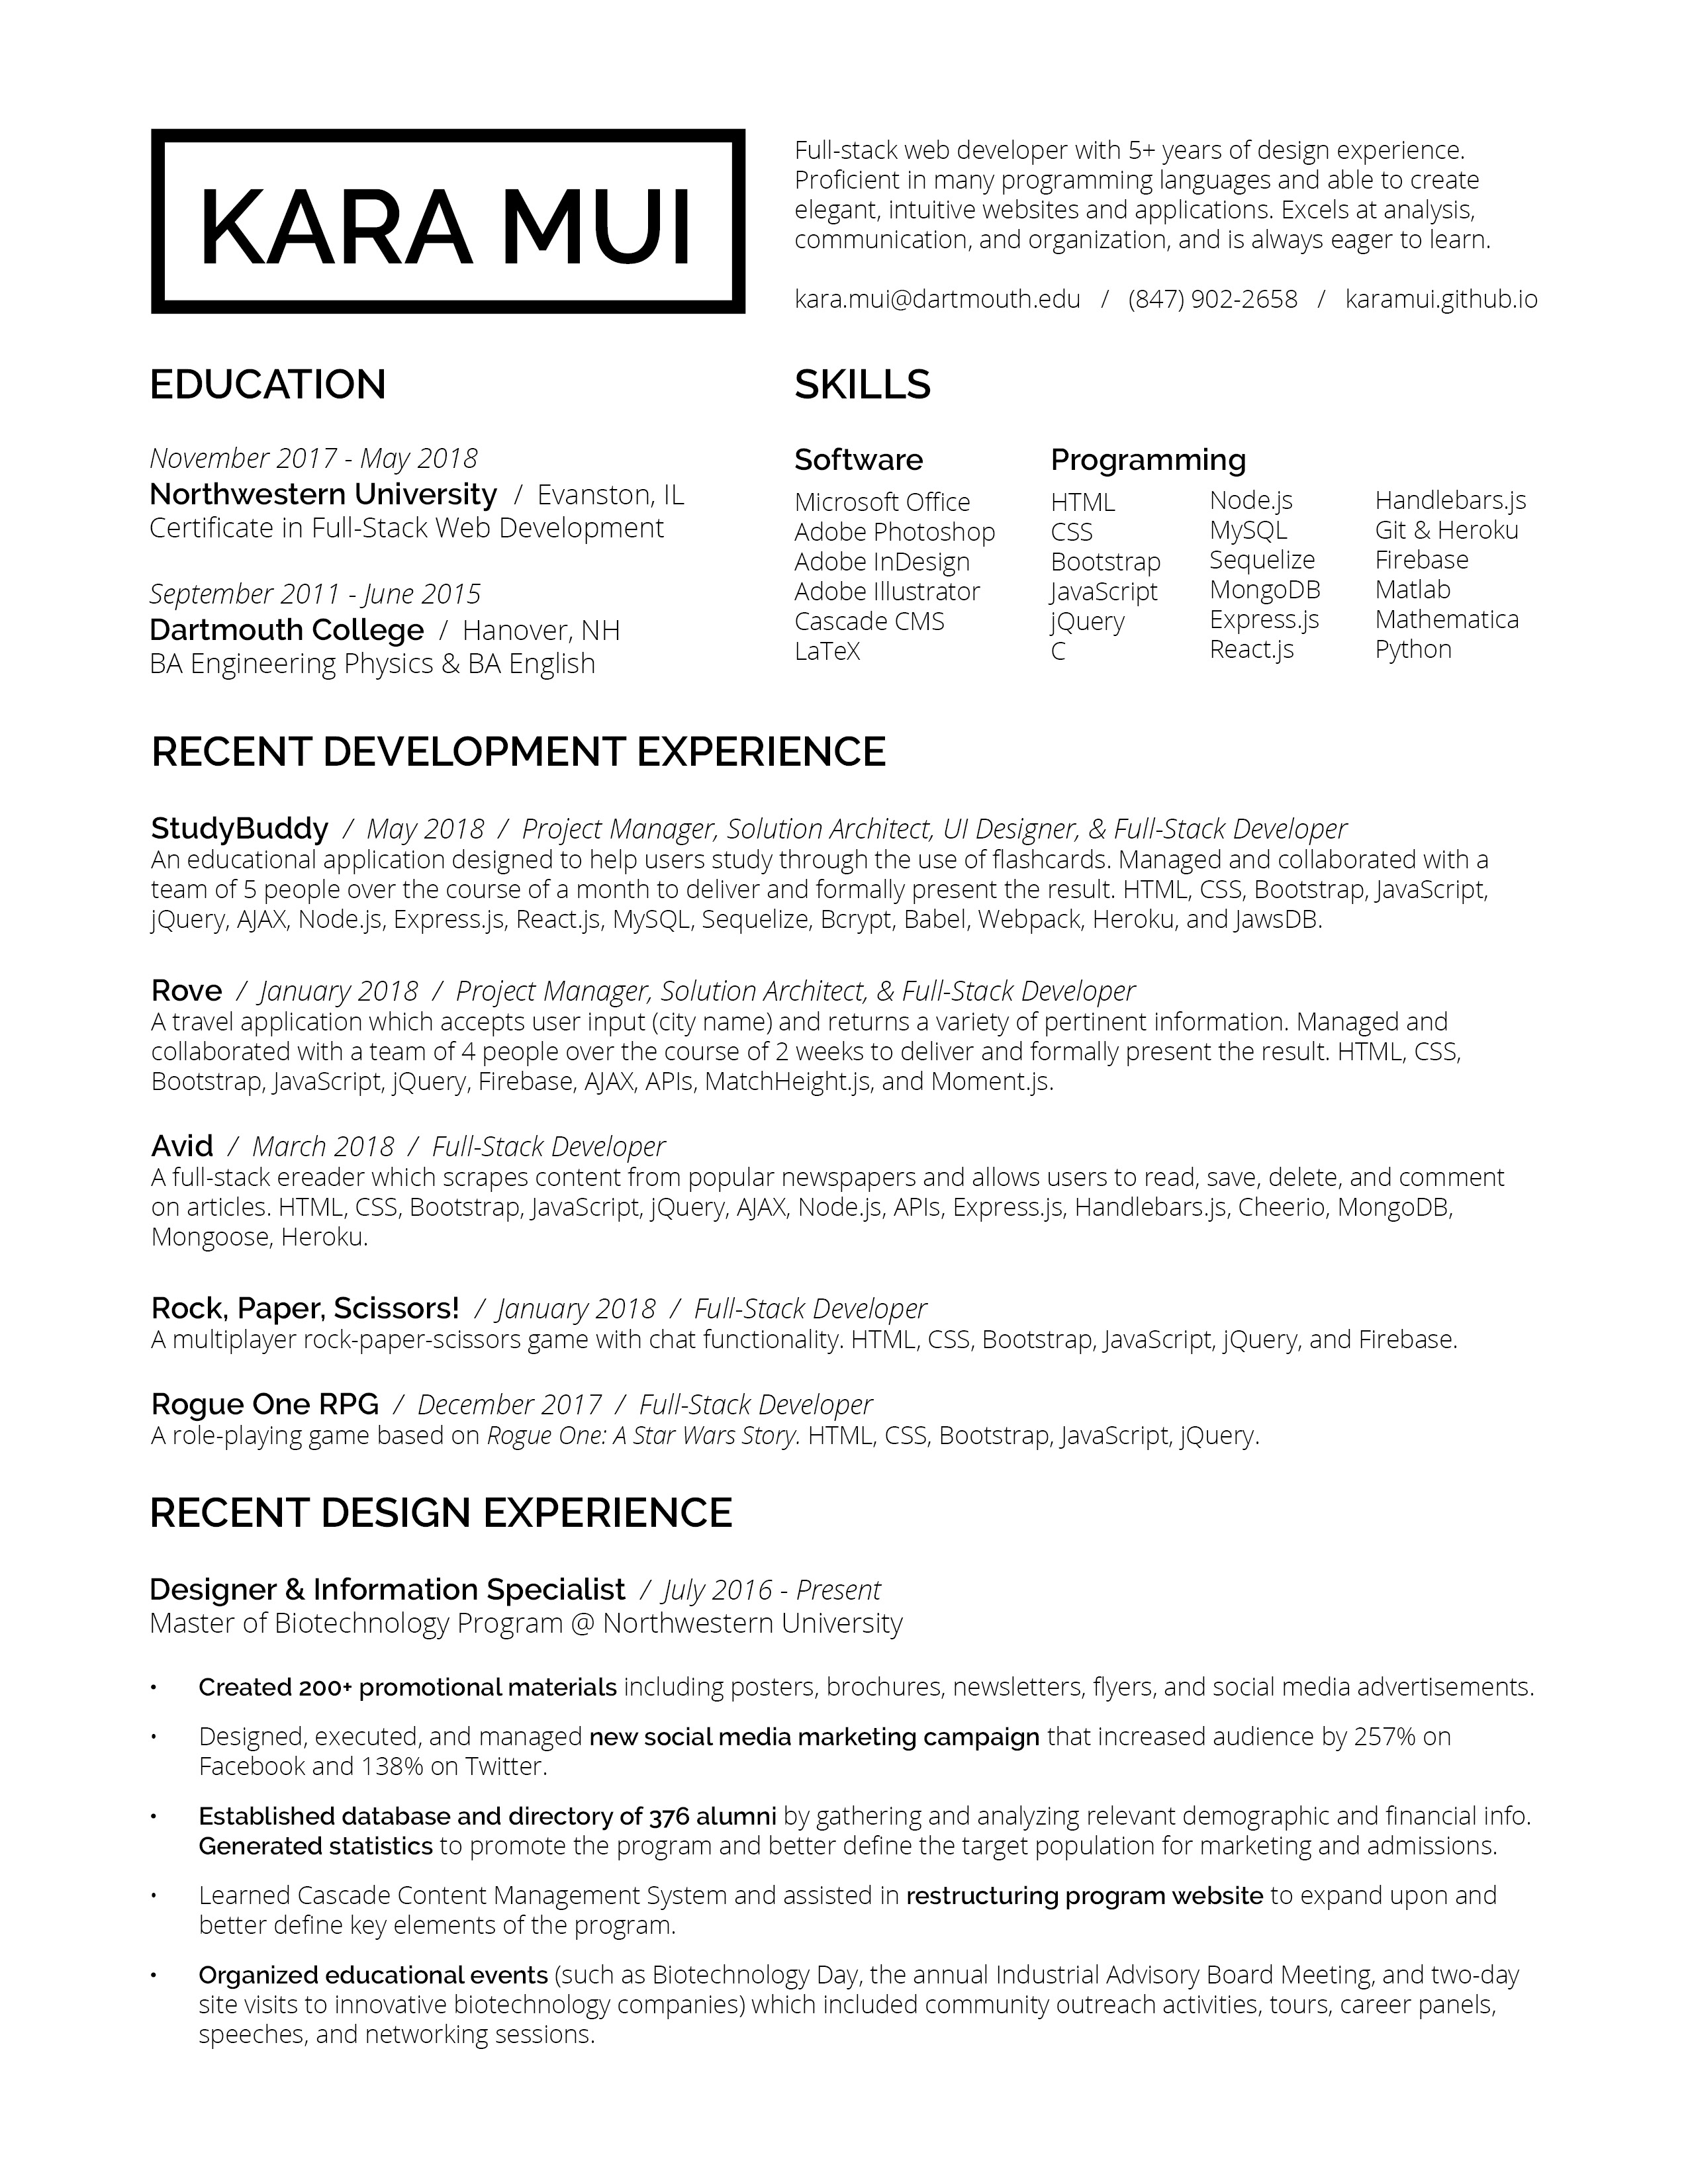 KARA MUI
Full-stack web developer with 5+ years of design experience.
Proficient in many programming languages and able to create
elegant, intuitive websites and applications. Excels at analysis,
communication, and organization, and is always eager to learn.
kara.mui@dartmouth.edu / (847) 902-2658 / karamui.github.io
EDUCATION
November 2017 - May 2018
Northwestern University / Evanston, IL
Certificate in Full-Stack Web Development
September 2011 - June 2015
Dartmouth College / Hanover, NH
BA Engineering Physics & BA English
SKILLS
Software
Microsoft Office
Adobe Photoshop
Adobe InDesign
Adobe Illustrator
Cascade CMS
LaTeX
Programming
HTML
CSS
Bootstrap
JavaScript
jQuery
C
Node.js
MySQL
Sequelize
MongoDB
Express.js
React.js
Handlebars.js
Git & Heroku
Firebase
Matlab
Mathematica
Python
RECENT DEVELOPMENT EXPERIENCE
StudyBuddy / May 2018 / Project Manager, Solution Architect, UI Designer, & Full-Stack Developer
An educational application designed to help users study through the use of flashcards. Managed and collaborated with a
team of 5 people over the course of a month to deliver and formally present the result. HTML, CSS, Bootstrap, JavaScript,
jQuery, AJAX, Node.js, Express.js, React.js, MySQL, Sequelize, Bcrypt, Babel, Webpack, Heroku, and JawsDB.
Rove / January 2018 / Project Manager, Solution Architect, & Full-Stack Developer
A travel application which accepts user input (city name) and returns a variety of pertinent information. Managed and
collaborated with a team of 4 people over the course of 2 weeks to deliver and formally present the result. HTML, CSS,
Bootstrap, JavaScript, jQuery, Firebase, AJAX, APIs, MatchHeight.js, and Moment.js.
Avid / March 2018 / Full-Stack Developer
A full-stack ereader which scrapes content from popular newspapers and allows users to read, save, delete, and comment
on articles. HTML, CSS, Bootstrap, JavaScript, jQuery, AJAX, Node.js, APIs, Express.js, Handlebars.js, Cheerio, MongoDB,
Mongoose, Heroku.
Rock, Paper, Scissors! / January 2018 / Full-Stack Developer
A multiplayer rock-paper-scissors game with chat functionality. HTML, CSS, Bootstrap, JavaScript, jQuery, and Firebase.
Rogue One RPG / December 2017 / Full-Stack Developer
A role-playing game based on Rogue One: A Star Wars Story. HTML, CSS, Bootstrap, JavaScript, jQuery.
RECENT DESIGN EXPERIENCE
Designer & Information Specialist / July 2016 - Present
Master of Biotechnology Program @ Northwestern University
• Created 200+ promotional materials including posters, brochures, newsletters, flyers, and social media advertisements.
• Designed, executed, and managed new social media marketing campaign that increased audience by 257% on
Facebook and 138% on Twitter.
• Established database and directory of 376 alumni by gathering and analyzing relevant demographic and financial info.
Generated statistics to promote the program and better define the target population for marketing and admissions.
• Learned Cascade Content Management System and assisted in restructuring program website to expand upon and
better define key elements of the program.
• Organized educational events (such as Biotechnology Day, the annual Industrial Advisory Board Meeting, and two-day
site visits to innovative biotechnology companies) which included community outreach activities, tours, career panels,
speeches, and networking sessions.